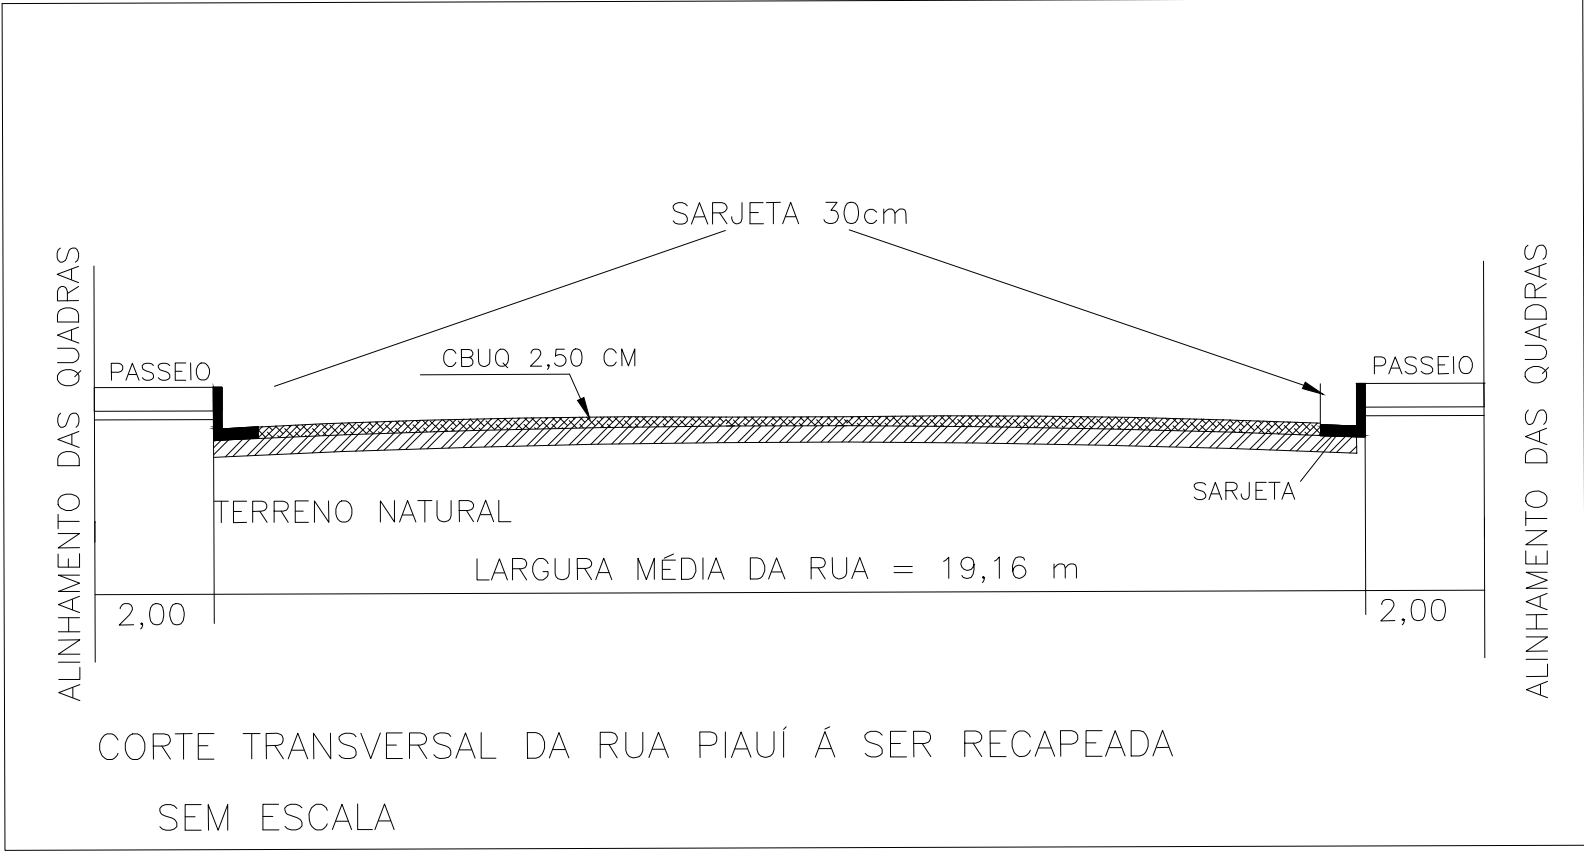 SARJETA 30cm
ALINHAMENTO DAS QUADRAS
ALINHAMENTO DAS QUADRAS
CBUQ 2,50 CM
PASSEIO
PASSEIO
SARJETA
TERRENO NATURAL
LARGURA MÉDIA DA RUA = 19,16 m
2,00
2,00
CORTE TRANSVERSAL DA RUA PIAUÍ Á SER RECAPEADA
SEM ESCALA